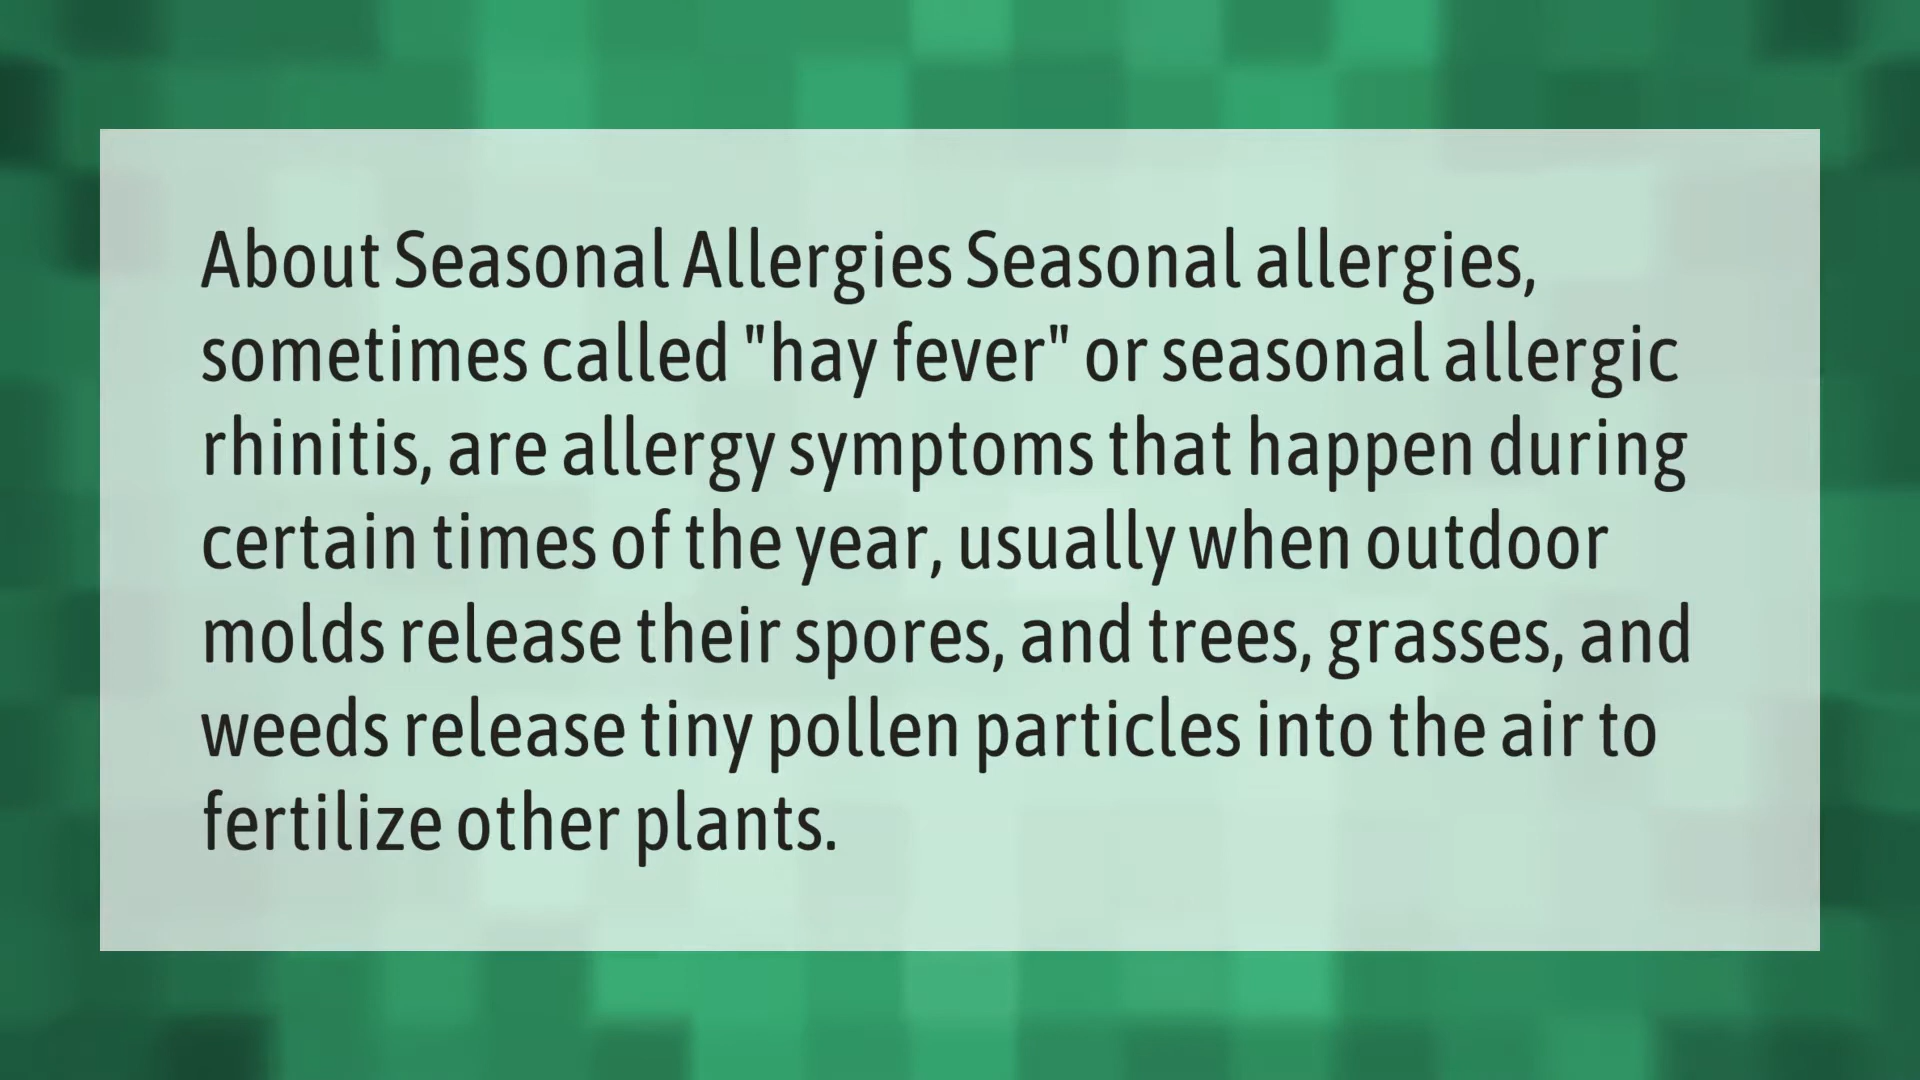 About Seasonal Allergies Seasonal allergies,
sometimes called "hay fever" or seasonal allergic
rhinitis, are allergy symptoms that happen during
certain times of the year, usually when outdoor
molds release their spores, and trees, grasses, and
weeds release tiny pollen particles into the air to
fertilize other plants.